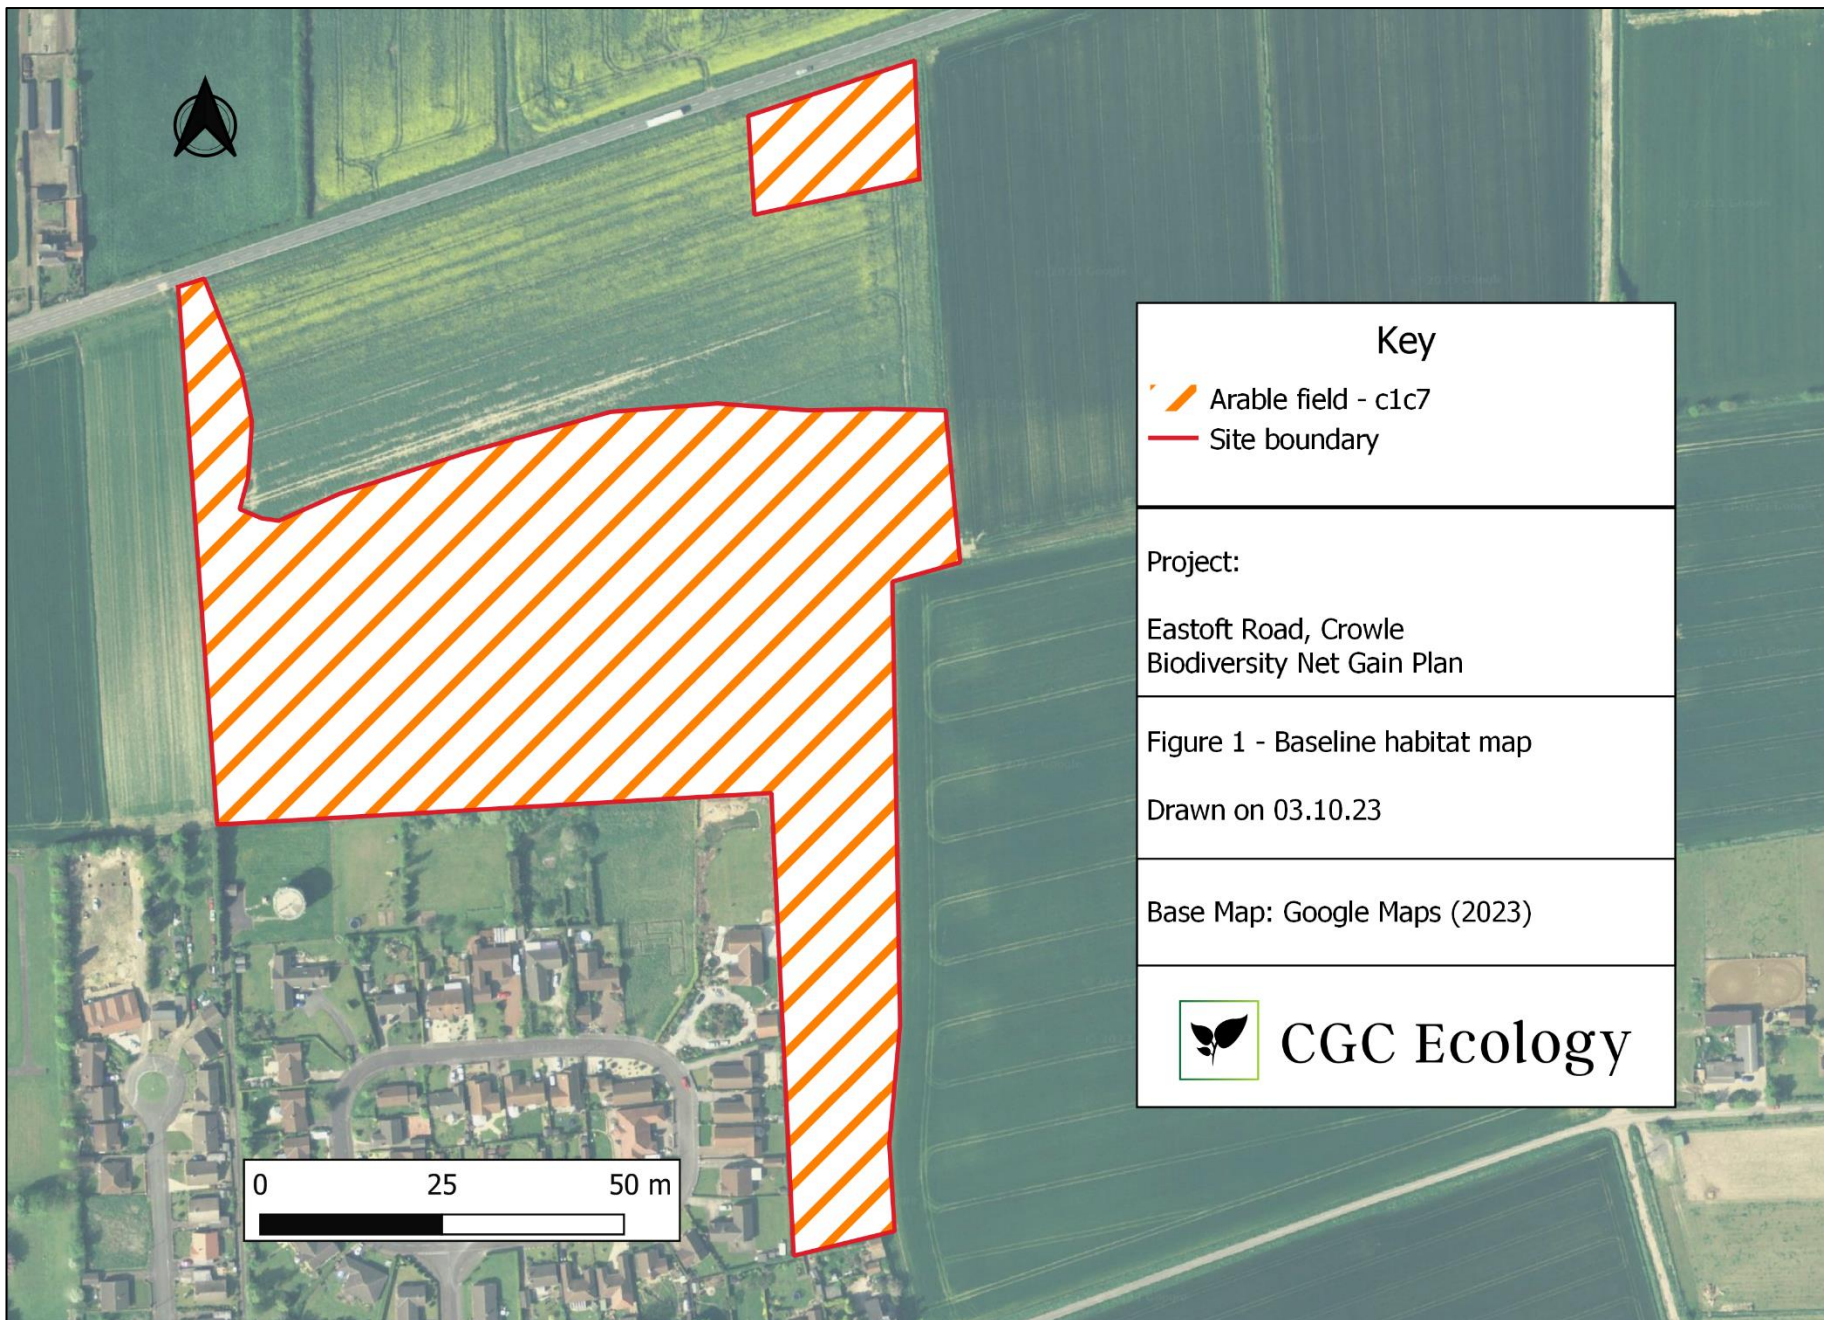 Key
Arable field - c1c7
Site boundary
Project:
Eastoft Road, Crowle
Biodiversity Net Gain Plan
Figure 1 - Baseline habitat map
Drawn on 03.10.23
Base Map: Google Maps (2023)
CGC Ecology
0 25 50 m